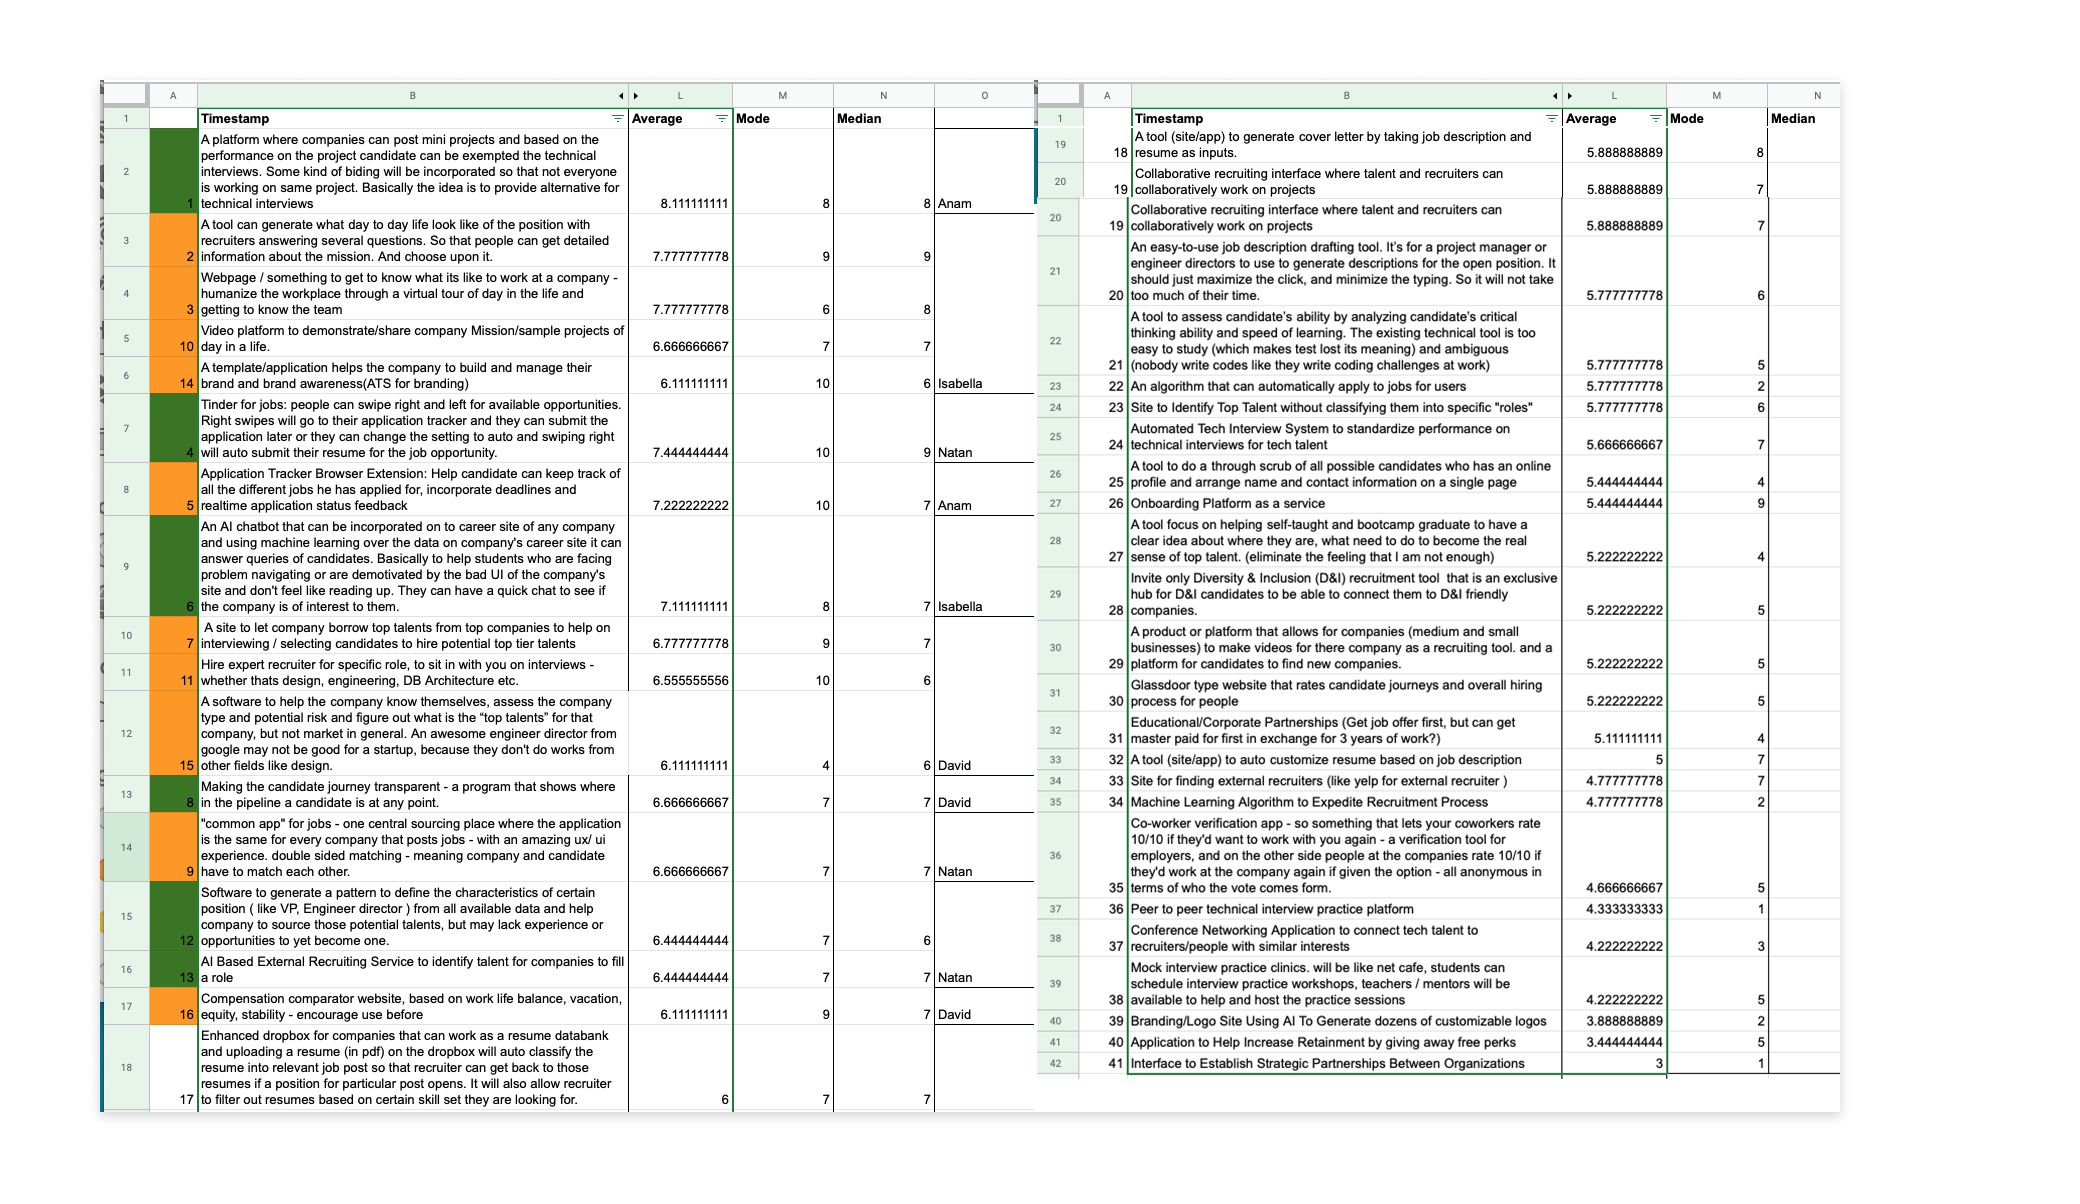 A B L M N O
1 Timestamp Average Mode Median
A platform where companies can post mini projects and based on the
performance on the project candidate can be exempted the technical
interviews. Some kind of biding will be incorporated so that not everyone
is working on same project. Basically the idea is to provide alternative for
2 1 technical interviews 8.111111111 8 8 Anam
A tool can generate what day to day life look like of the position with
recruiters answering several questions. So that people can get detailed
3 2 information about the mission. And choose upon it. 7.777777778 9 9
Webpage / something to get to know what its like to work at a company -
humanize the workplace through a virtual tour of day in the life and
4 3 getting to know the team 7.777777778 6 8
Video platform to demonstrate/share company Mission/sample projects of
5 10 day in a life. 6.666666667 7 7
A template/application helps the company to build and manage their
6 14 brand and brand awareness(ATS for branding) 6.111111111 10 6 Isabella
Tinder for jobs: people can swipe right and left for available opportunities.
Right swipes will go to their application tracker and they can submit the
application later or they can change the setting to auto and swiping right
7 4 will auto submit their resume for the job opportunity. 7.444444444 10 9 Natan
Application Tracker Browser Extension: Help candidate can keep track of
all the different jobs he has applied for, incorporate deadlines and
8 5 realtime application status feedback 7.222222222 10 7 Anam
An AI chatbot that can be incorporated on to career site of any company
and using machine learning over the data on company's career site it can
answer queries of candidates. Basically to help students who are facing
problem navigating or are demotivated by the bad UI of the company's
site and don't feel like reading up. They can have a quick chat to see if
9 6 the company is of interest to them. 7.111111111 8 7 Isabella
A site to let company borrow top talents from top companies to help on
10 7 interviewing / selecting candidates to hire potential top tier talents 6.777777778 9 7
Hire expert recruiter for specific role, to sit in with you on interviews -
11 11 whether thats design, engineering, DB Architecture etc. 6.555555556 10 6
A software to help the company know themselves, assess the company
type and potential risk and figure out what is the “top talents” for that
company, but not market in general. An awesome engineer director from
google may not be good for a startup, because they don't do works from
12 15 other fields like design. 6.111111111 4 6 David
Making the candidate journey transparent - a program that shows where
13 8 in the pipeline a candidate is at any point. 6.666666667 7 7 David
"common app" for jobs - one central sourcing place where the application
is the same for every company that posts jobs - with an amazing ux/ ui
experience. double sided matching - meaning company and candidate
14 9 have to match each other. 6.666666667 7 7 Natan
Software to generate a pattern to define the characteristics of certain
position ( like VP, Engineer director ) from all available data and help
company to source those potential talents, but may lack experience or
15 12 opportunities to yet become one. 6.444444444 7 6
AI Based External Recruiting Service to identify talent for companies to fill
16 13 a role 6.444444444 7 7 Natan
Compensation comparator website, based on work life balance, vacation,
17 16 equity, stability - encourage use before 6.111111111 9 7 David
Enhanced dropbox for companies that can work as a resume databank
and uploading a resume (in pdf) on the dropbox will auto classify the
resume into relevant job post so that recruiter can get back to those
resumes if a position for particular post opens. It will also allow recruiter
18 17 to filter out resumes based on certain skill set they are looking for. 6 7 7
A B L M N
1 Timestamp Average Mode Median
A tool (site/app) to generate cover letter by taking job description and
19 18 resume as inputs. 5.888888889 8
Collaborative recruiting interface where talent and recruiters can
20 19 collaboratively work on projects 5.888888889 7
Collaborative recruiting interface where talent and recruiters can
20 19 collaboratively work on projects 5.888888889 7
An easy-to-use job description drafting tool. It’s for a project manager or
engineer directors to use to generate descriptions for the open position. It
should just maximize the click, and minimize the typing. So it will not take
21 20 too much of their time. 5.777777778 6
A tool to assess candidate’s ability by analyzing candidate’s critical
thinking ability and speed of learning. The existing technical tool is too
easy to study (which makes test lost its meaning) and ambiguous
22 21 (nobody write codes like they write coding challenges at work) 5.777777778 5
23 22 An algorithm that can automatically apply to jobs for users 5.777777778 2
24 23 Site to Identify Top Talent without classifying them into specific "roles" 5.777777778 6
Automated Tech Interview System to standardize performance on
25 24 technical interviews for tech talent 5.666666667 7
A tool to do a through scrub of all possible candidates who has an online
26 25 profile and arrange name and contact information on a single page 5.444444444 4
27 26 Onboarding Platform as a service 5.444444444 9
A tool focus on helping self-taught and bootcamp graduate to have a
clear idea about where they are, what need to do to become the real
28 27 sense of top talent. (eliminate the feeling that I am not enough) 5.222222222 4
Invite only Diversity & Inclusion (D&I) recruitment tool that is an exclusive
hub for D&I candidates to be able to connect them to D&I friendly
29 28 companies. 5.222222222 5
A product or platform that allows for companies (medium and small
businesses) to make videos for there company as a recruiting tool. and a
30 29 platform for candidates to find new companies. 5.222222222 5
Glassdoor type website that rates candidate journeys and overall hiring
31 30 process for people 5.222222222 5
Educational/Corporate Partnerships (Get job offer first, but can get
32 31 master paid for first in exchange for 3 years of work?) 5.111111111 4
33 32 A tool (site/app) to auto customize resume based on job description 5 7
34 33 Site for finding external recruiters (like yelp for external recruiter ) 4.777777778 7
35 34 Machine Learning Algorithm to Expedite Recruitment Process 4.777777778 2
Co-worker verification app - so something that lets your coworkers rate
10/10 if they'd want to work with you again - a verification tool for
employers, and on the other side people at the companies rate 10/10 if
they'd work at the company again if given the option - all anonymous in
36 35 terms of who the vote comes form. 4.666666667 5
37 36 Peer to peer technical interview practice platform 4.333333333 1
Conference Networking Application to connect tech talent to
38 37 recruiters/people with similar interests 4.222222222 3
Mock interview practice clinics. will be like net cafe, students can
schedule interview practice workshops, teachers / mentors will be
39 38 available to help and host the practice sessions 4.222222222 5
40 39 Branding/Logo Site Using AI To Generate dozens of customizable logos 3.888888889 2
41 40 Application to Help Increase Retainment by giving away free perks 3.444444444 5
42 41 Interface to Establish Strategic Partnerships Between Organizations 3 1